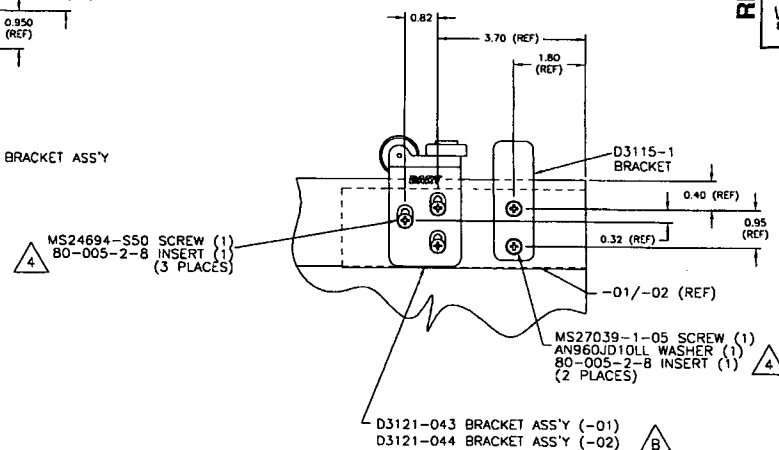 0.950
(REF)
0.82
3.70 (REF)
1.80
(REF)
BRACKET ASS'Y
DART
D3115-1
BRACKET
0.40 (REF)
0.95
(REF)
0.32 (REF)
4
MS24694-S50 SCREW (1)
80-005-2-8 INSERT (1)
(3 PLACES)
-01/-02 (REF)
MS27039-1-05 SCREW (1)
AN960JD10LL WASHER (1)
80-005-2-8 INSERT (1)
(2 PLACES)
4
D3121-043 BRACKET ASS'Y (-01)
D3121-044 BRACKET ASS'Y (-02)
B